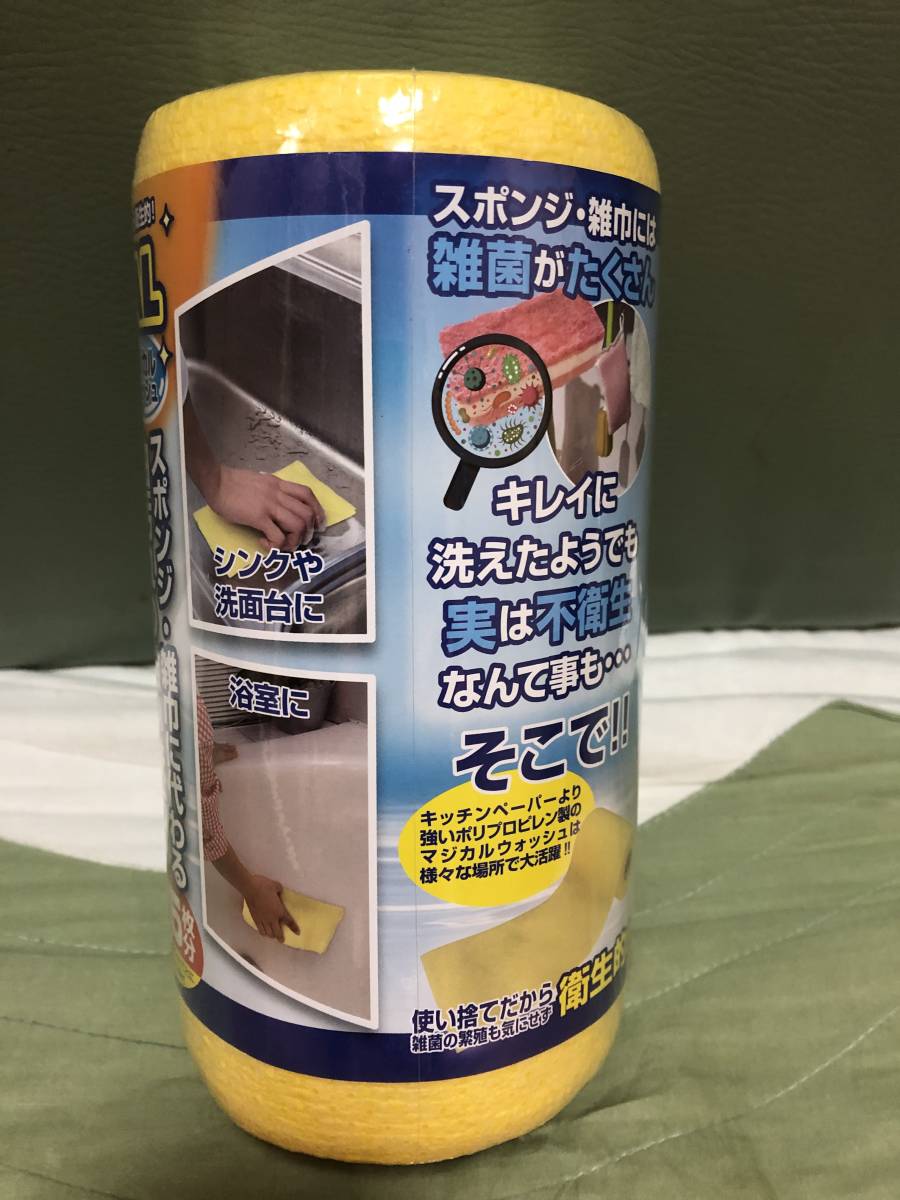 スポンジ・雑巾には
雑菌がたくさん
キレイに
洗えたようでも
実は不衛生
なんて事も…
そこで!!
キッチンペーパーより
強いポリプロピレン製の
マジカルウォッシュは
様々な場所で大活躍!!
使い捨てだから
雑菌の繁殖も気にせず
衛生的
シンクや
洗面台に
浴室に
スポンジ・雑巾に代わる
枚分